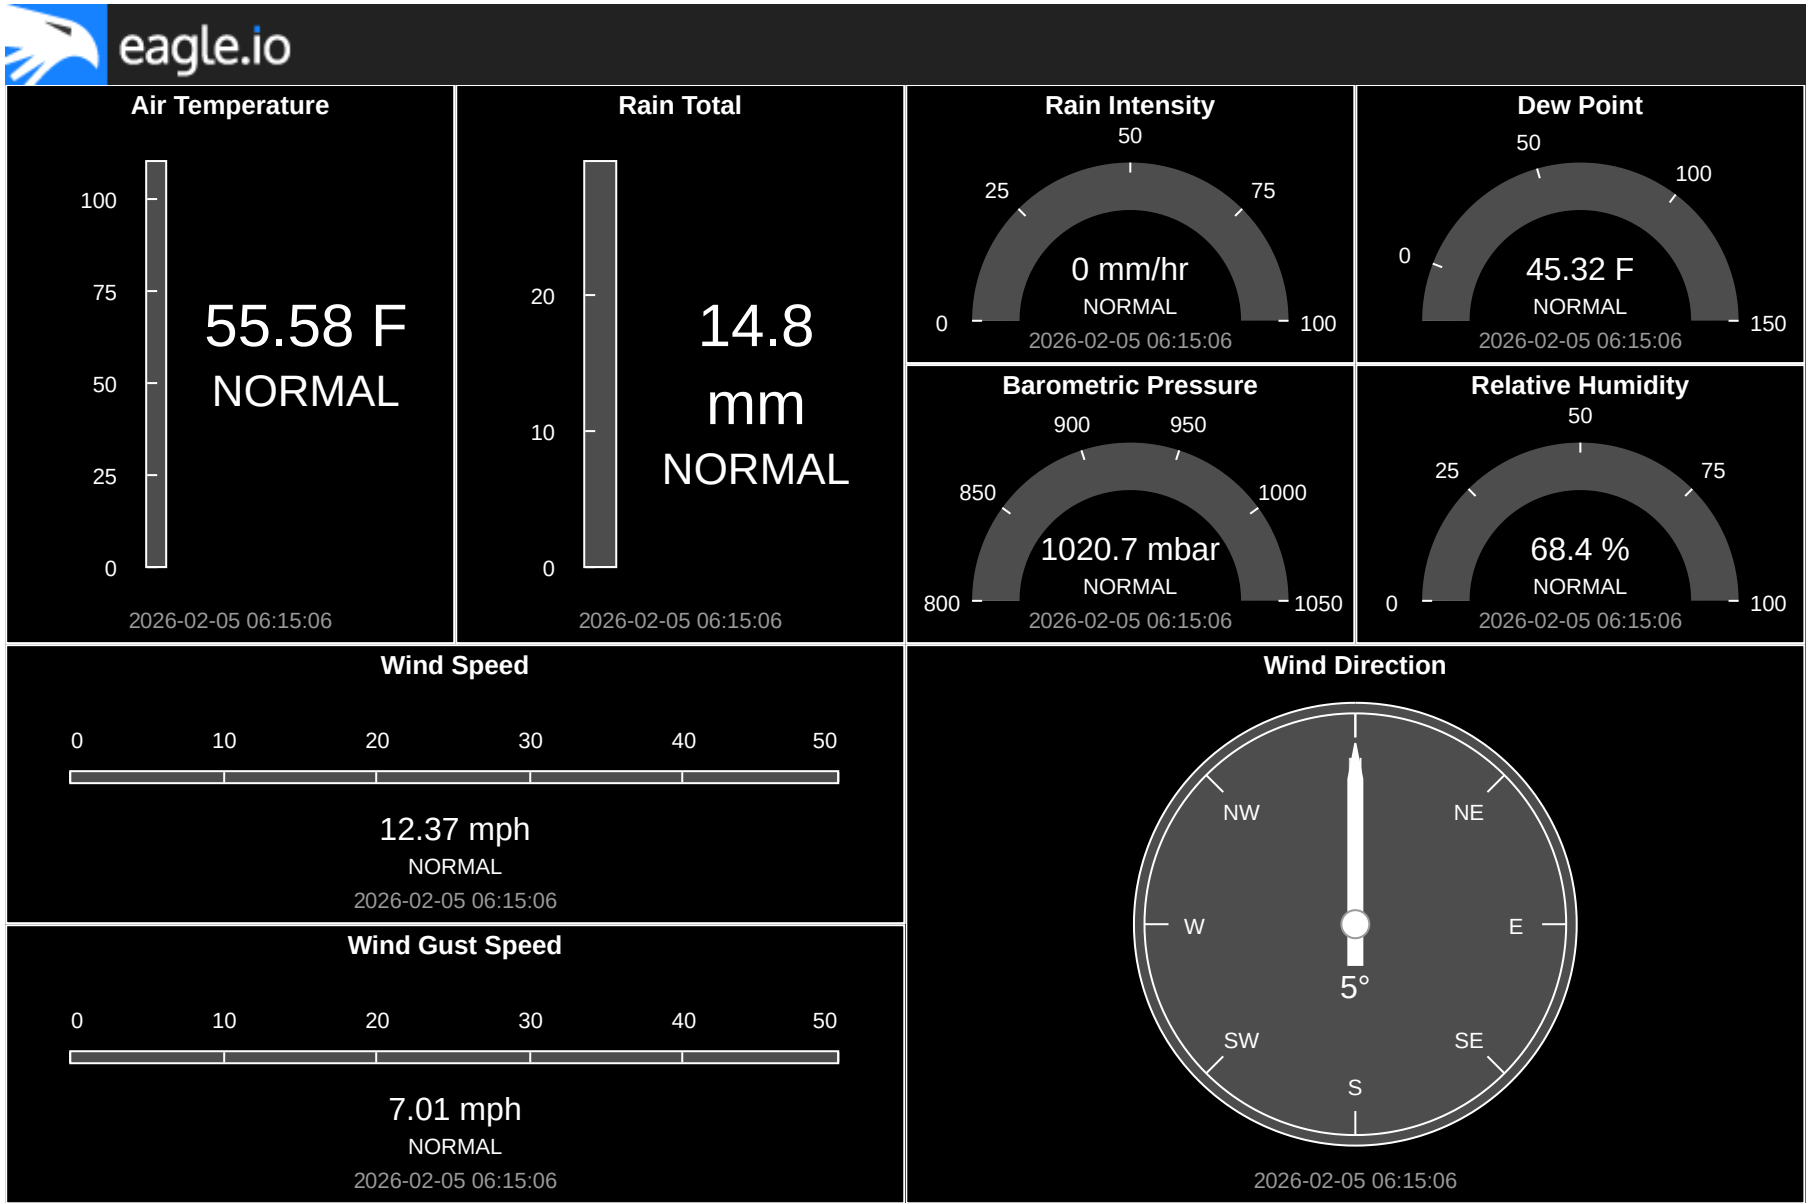 eagle.io
Air Temperature
100
75
50
25
0
55.58 F
NORMAL
2026-02-05 06:15:06
Rain Total
20
10
0
14.8
mm
NORMAL
2026-02-05 06:15:06
Rain Intensity
0
25
50
75
100
0 mm/hr
NORMAL
2026-02-05 06:15:06
Dew Point
0
50
100
150
45.32 F
NORMAL
2026-02-05 06:15:06
Barometric Pressure
800
850
900
950
1000
1050
1020.7 mbar
NORMAL
2026-02-05 06:15:06
Relative Humidity
0
25
50
75
100
68.4 %
NORMAL
2026-02-05 06:15:06
Wind Speed
0 10 20 30 40 50
12.37 mph
NORMAL
2026-02-05 06:15:06
Wind Gust Speed
0 10 20 30 40 50
7.01 mph
NORMAL
2026-02-05 06:15:06
Wind Direction
NW NE
W E
5°
SW SE
S
2026-02-05 06:15:06